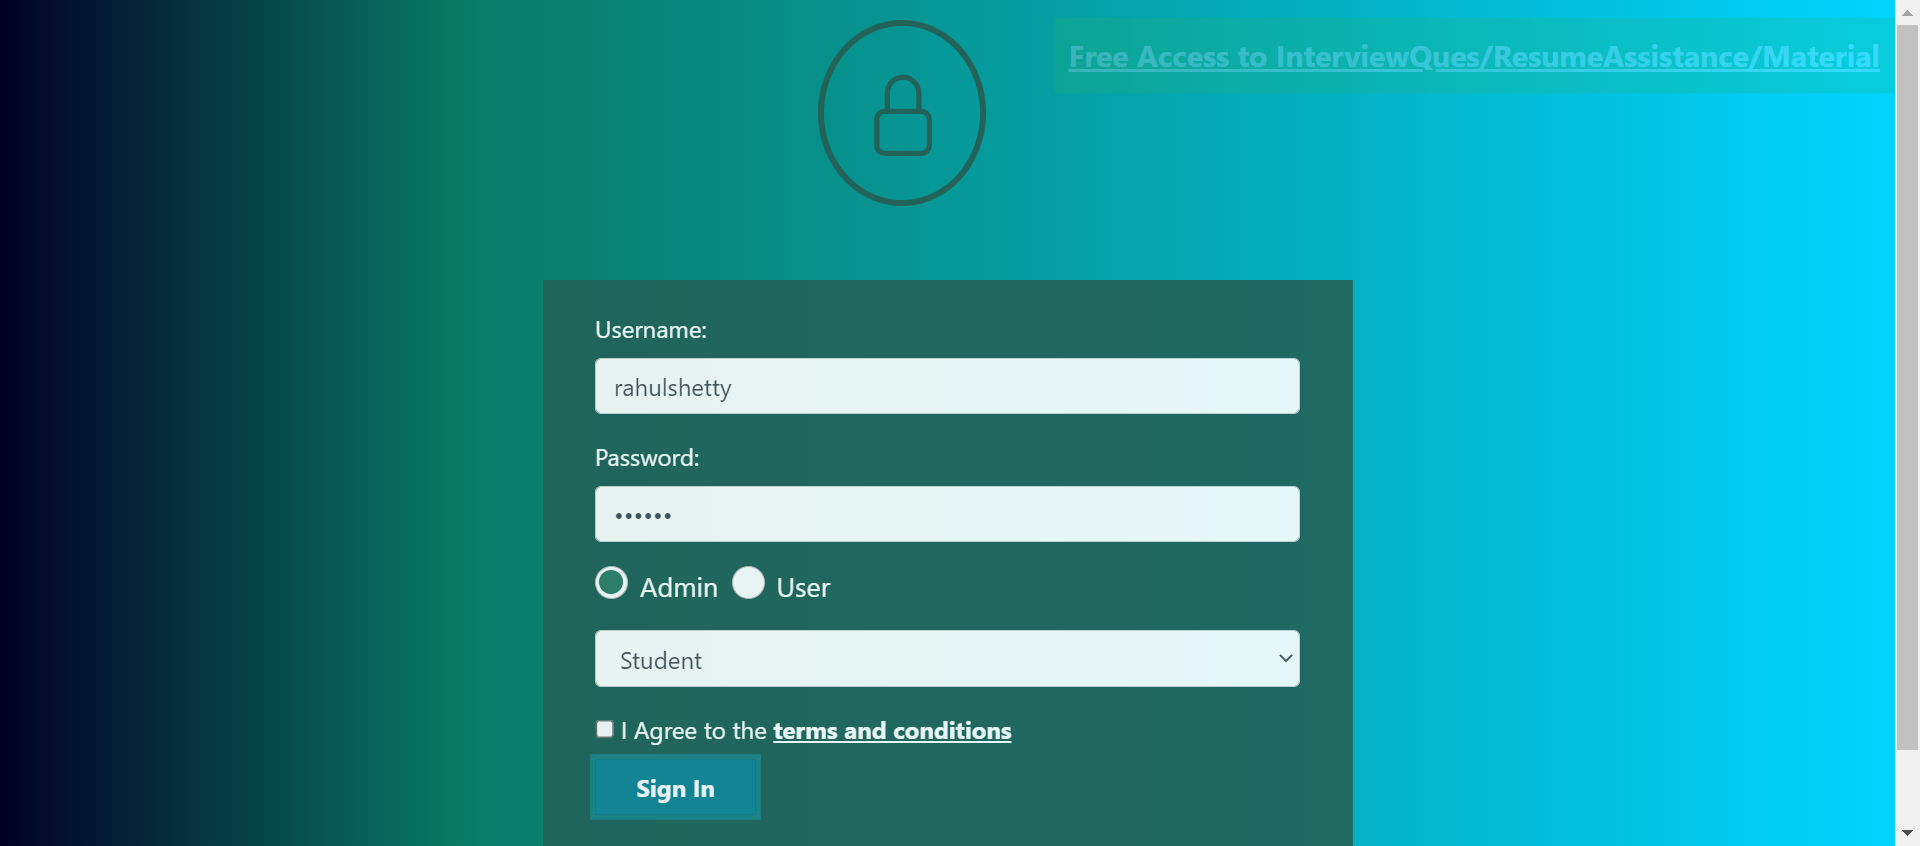 Free Access to InterviewQues/ResumeAssistance/Material
Username:
rahulshetty
Password:
••••••
Admin User
Student
I Agree to the terms and conditions
Sign In